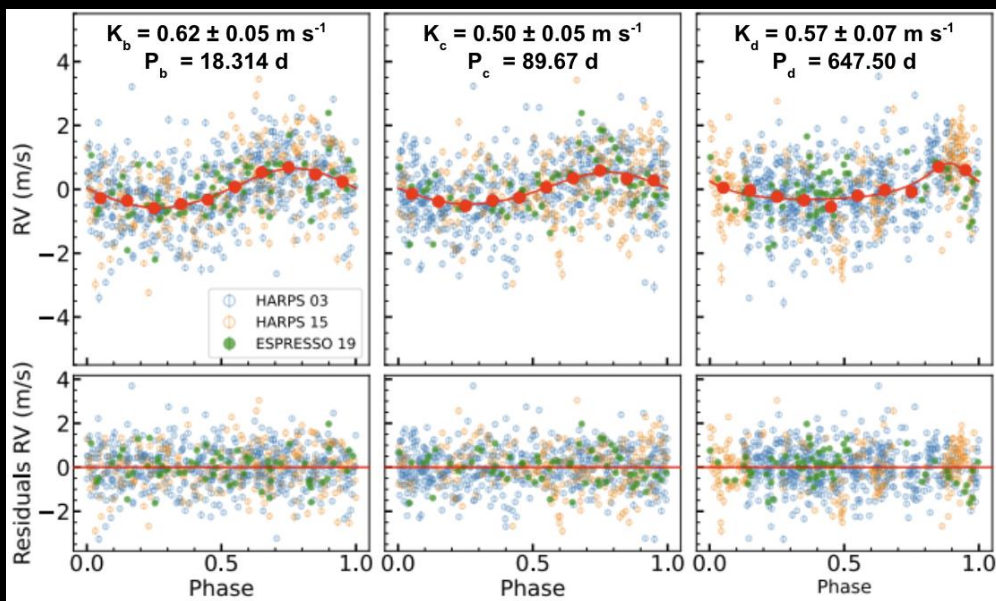 K_b = 0.62 ± 0.05 m s⁻¹
P_b = 18.314 d
K_c = 0.50 ± 0.05 m s⁻¹
P_c = 89.67 d
K_d = 0.57 ± 0.07 m s⁻¹
P_d = 647.50 d
RV (m/s)
4
2
0
−2
−4
HARPS 03
HARPS 15
ESPRESSO 19
Residuals RV (m/s)
4
2
0
−2
0.0 0.5 1.0
0.0 0.5 1.0
0.0 0.5 1.0
Phase
Phase
Phase